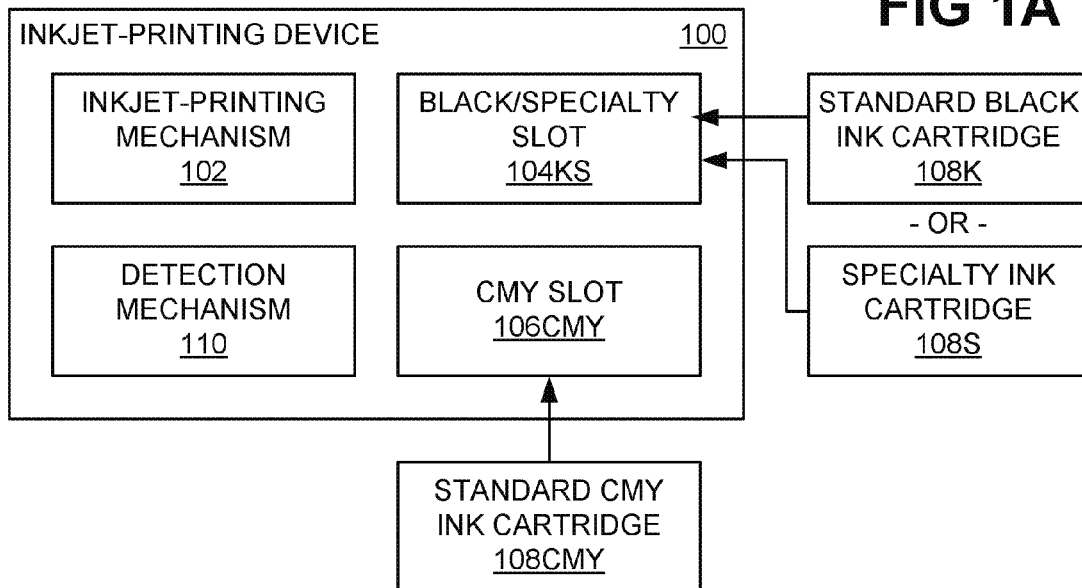 FIG 1A
INKJET-PRINTING DEVICE 100
INKJET-PRINTING
MECHANISM
102
BLACK/SPECIALTY
SLOT
104KS
STANDARD BLACK
INK CARTRIDGE
108K
- OR -
SPECIALTY INK
CARTRIDGE
108S
DETECTION
MECHANISM
110
CMY SLOT
106CMY
STANDARD CMY
INK CARTRIDGE
108CMY